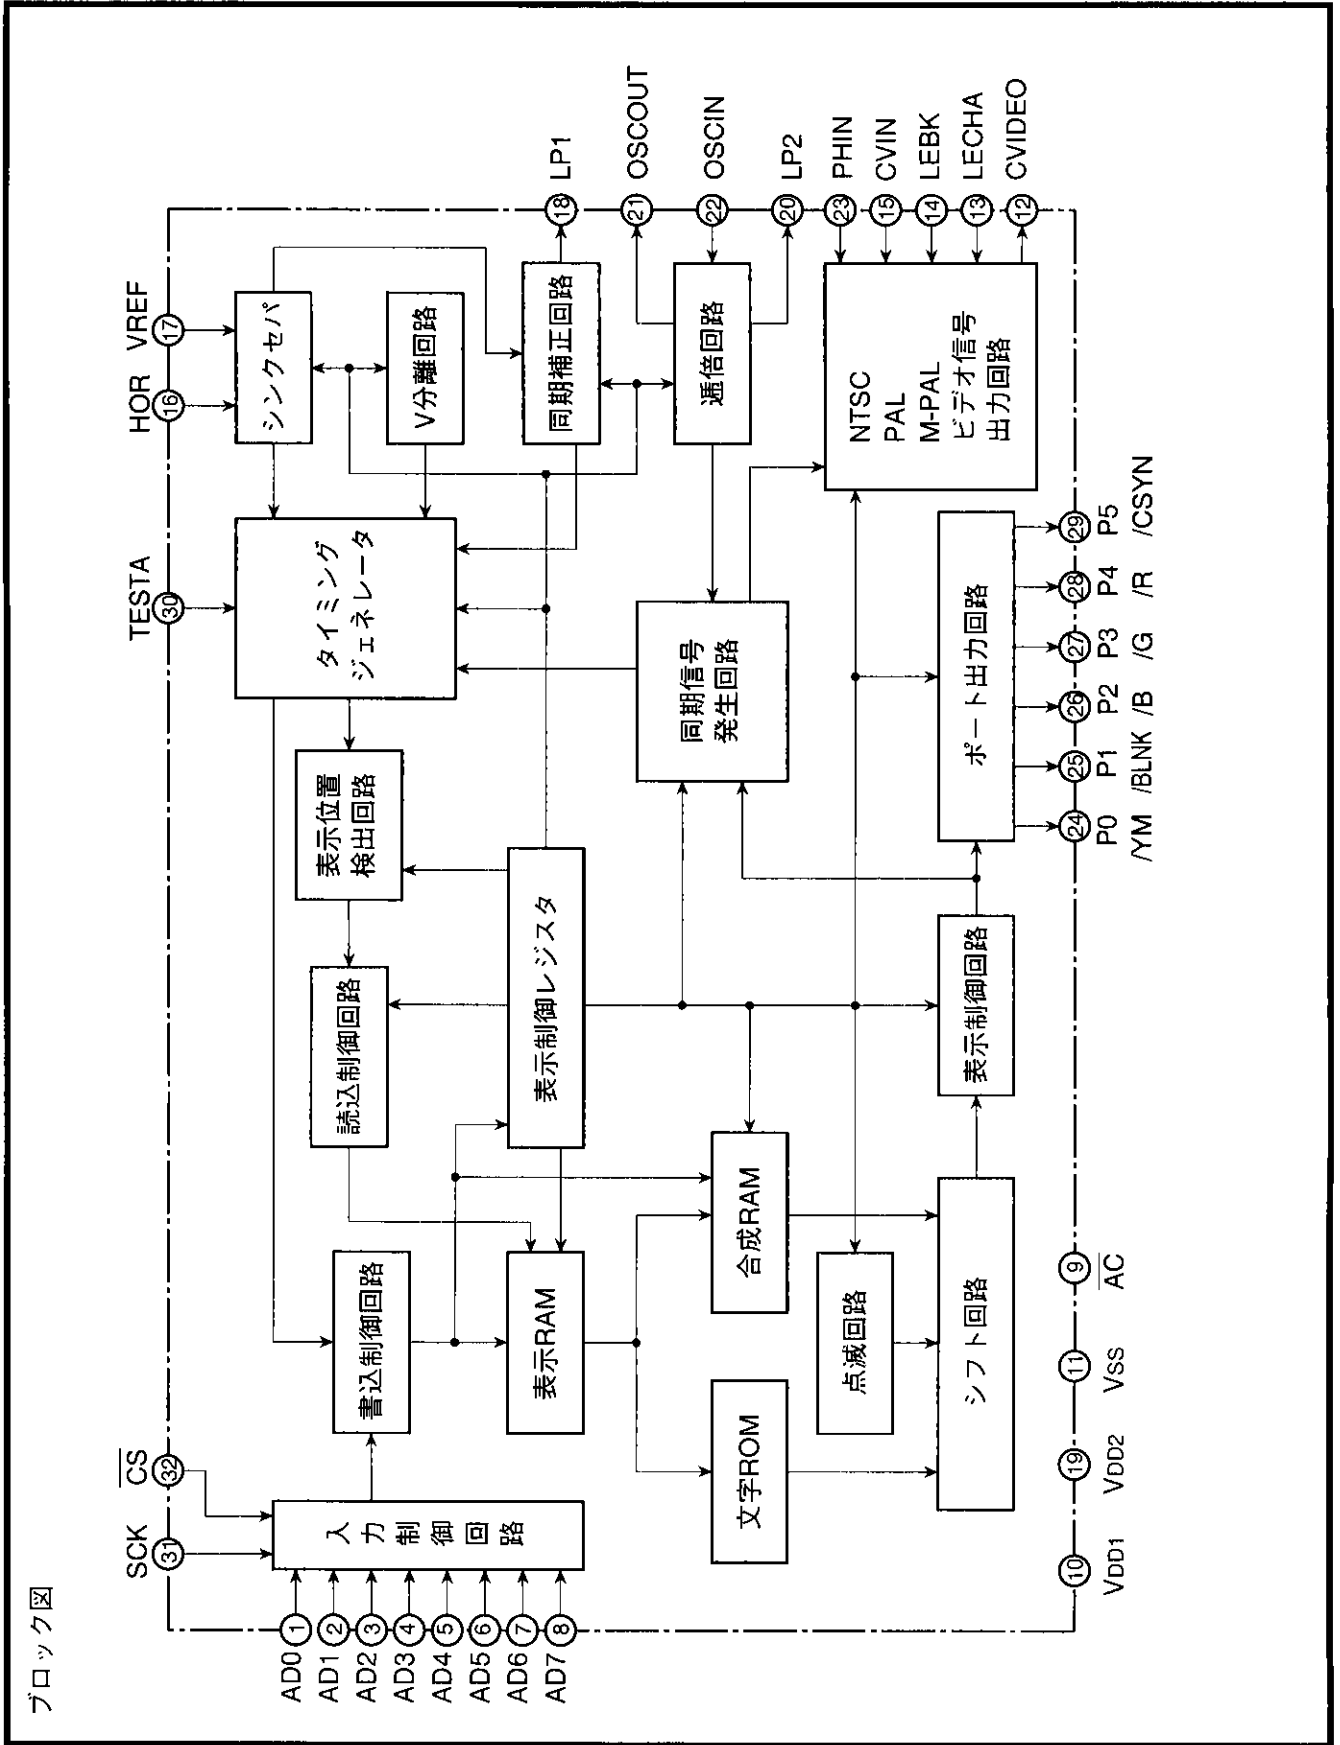 ブロック図
SCK
31
CS
32
TESTA
30
HOR
16
VREF
17
AD0
1
AD1
2
AD2
3
AD3
4
AD4
5
AD5
6
AD6
7
AD7
8
入力制御回路
書込制御回路
読込制御回路
表示位置
検出回路
タイミング
ジェネレータ
シンクセパ
V分離回路
同期補正回路
逓倍回路
表示RAM
表示制御レジスタ
文字ROM
合成RAM
点滅回路
同期信号
発生回路
NTSC
PAL
M-PAL
ビデオ信号
出力回路
シフト回路
表示制御回路
ポート出力回路
18
LP1
21
OSCOUT
22
OSCIN
20
LP2
23
PHIN
15
CVIN
14
LEBK
13
LECHA
12
CVIDEO
10
VDD1
19
VDD2
11
VSS
9
AC
24
P0
/YM
25
P1
/BLNK
26
P2
/B
27
P3
/G
28
P4
/R
29
P5
/CSYN